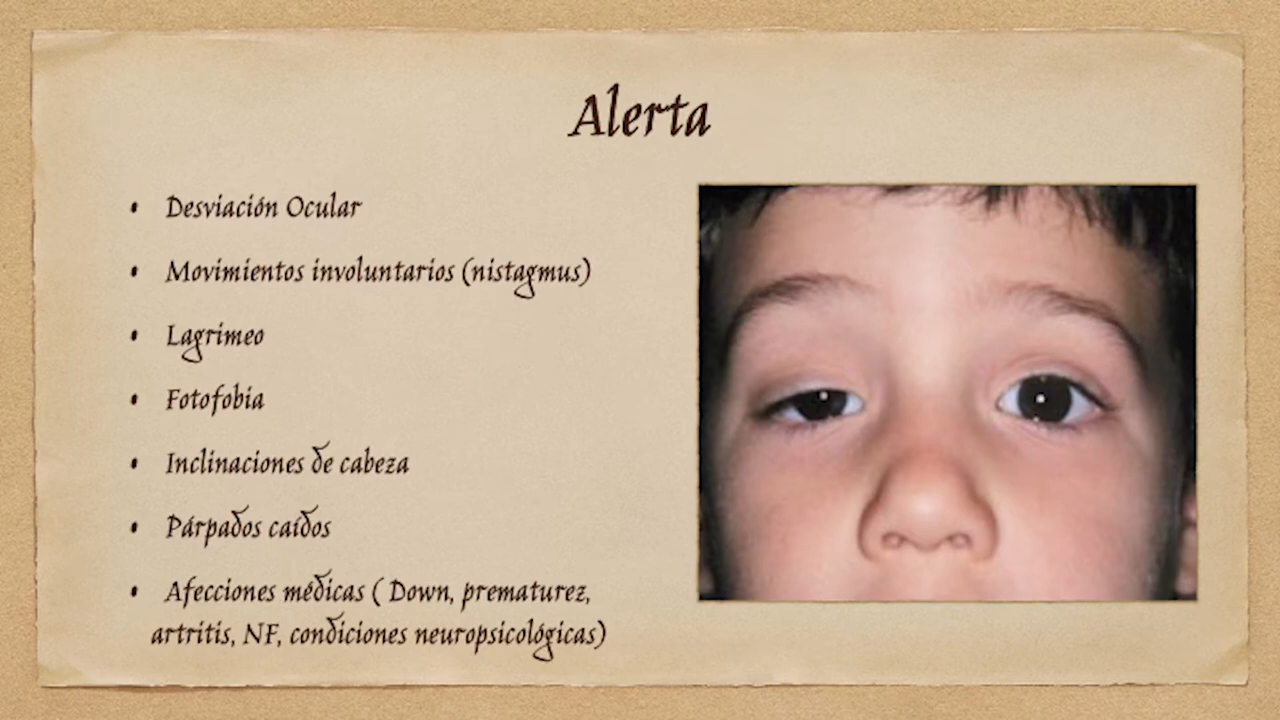 Alerta
• Desviación Ocular
• Movimientos involuntarios (nistagmus)
• Lagrimeo
• Fotofobia
• Inclinaciones de cabeza
• Párpados caídos
• Afecciones médicas ( Down, prematurez,
artritis, NF, condiciones neuropsicológicas)